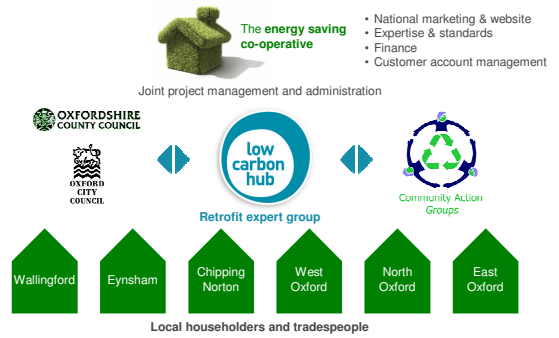 The energy saving
co-operative
• National marketing & website
• Expertise & standards
• Finance
• Customer account management
Joint project management and administration
OXFORDSHIRE
COUNTY COUNCIL
OXFORD
CITY
COUNCIL
low
carbon
hub
Community Action
Groups
Retrofit expert group
Wallingford
Eynsham
Chipping
Norton
West
Oxford
North
Oxford
East
Oxford
Local householders and tradespeople